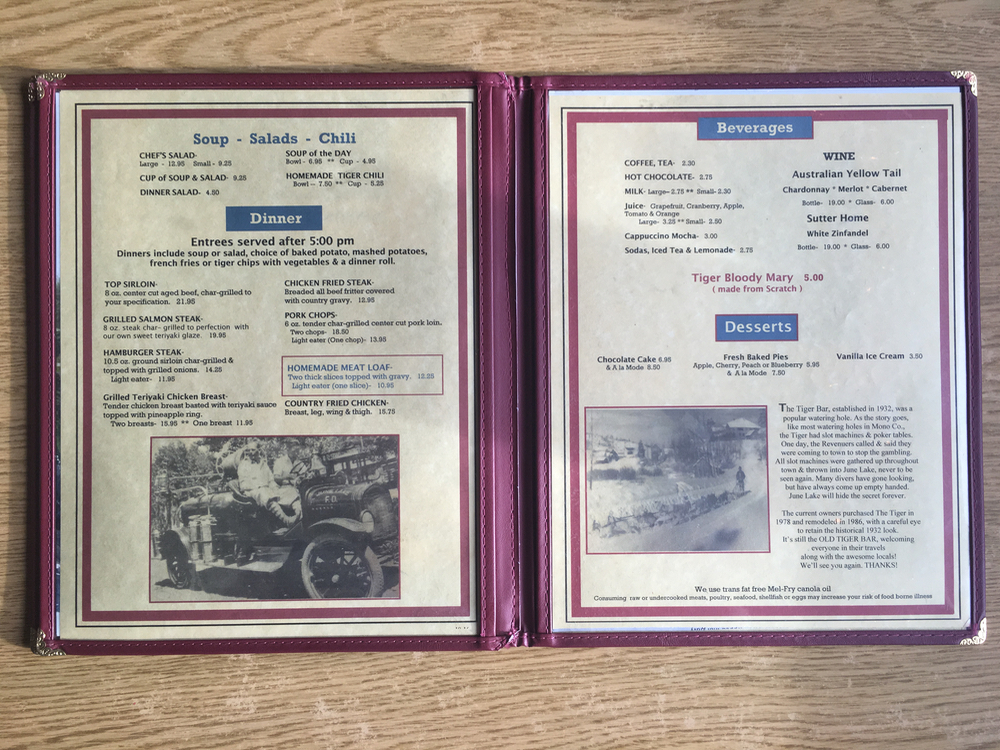 Soup - Salads - Chili
CHEF'S SALAD-
Large - 12.95 Small - 9.25
CUP of SOUP & SALAD- 9.25
DINNER SALAD- 4.50
SOUP of the DAY
Bowl - 6.95 ** Cup - 4.95
HOMEMADE TIGER CHILI
Bowl - 7.50 ** Cup - 5.25
Dinner
Entrees served after 5:00 pm
Dinners include soup or salad, choice of baked potato, mashed potatoes,
french fries or tiger chips with vegetables & a dinner roll.
TOP SIRLOIN-
8 oz. center cut aged beef, char-grilled to
your specification. 21.95
GRILLED SALMON STEAK-
8 oz. steak char- grilled to perfection with
our own sweet teriyaki glaze. 19.95
HAMBURGER STEAK-
10.5 oz. ground sirloin char-grilled &
topped with grilled onions. 14.25
Light eater- 11.95
Grilled Teriyaki Chicken Breast-
Tender chicken breast basted with teriyaki sauce
topped with pineapple ring.
Two breasts- 15.95 ** One breast 11.95
CHICKEN FRIED STEAK-
Breaded all beef fritter covered
with country gravy. 12.95
PORK CHOPS-
6 oz. tender char-grilled center cut pork loin.
Two chops- 18.50
Light eater (One chop)- 13.95
HOMEMADE MEAT LOAF-
Two thick slices topped with gravy. 12.25
Light eater (one slice)- 10.95
COUNTRY FRIED CHICKEN-
Breast, leg, wing & thigh. 15.75
Beverages
COFFEE, TEA- 2.30
HOT CHOCOLATE- 2.75
MILK- Large- 2.75 ** Small- 2.30
Juice- Grapefruit, Cranberry, Apple,
Tomato & Orange
Large- 3.25 ** Small- 2.50
Cappuccino Mocha- 3.00
Sodas, Iced Tea & Lemonade- 2.75
WINE
Australian Yellow Tail
Chardonnay * Merlot * Cabernet
Bottle- 19.00 * Glass- 6.00
Sutter Home
White Zinfandel
Bottle- 19.00 * Glass- 6.00
Tiger Bloody Mary 5.00
( made from Scratch )
Desserts
Chocolate Cake 6.95
& A la Mode 8.50
Fresh Baked Pies
Apple, Cherry, Peach or Blueberry 5.95
& A la Mode 7.50
Vanilla Ice Cream 3.50
The Tiger Bar, established in 1932, was a
popular watering hole. As the story goes,
like most watering holes in Mono Co.,
the Tiger had slot machines & poker tables.
One day, the Revenuers called & said they
were coming to town to stop the gambling.
All slot machines were gathered up throughout
town & thrown into June Lake, never to be
seen again. Many divers have gone looking,
but have always come up empty handed.
June Lake will hide the secret forever.
The current owners purchased The Tiger in
1978 and remodeled in 1986, with a careful eye
to retain the historical 1932 look.
It's still the OLD TIGER BAR, welcoming
everyone in their travels
along with the awesome locals!
We'll see you again. THANKS!
We use trans fat free Mel-Fry canola oil
Consuming raw or undercooked meats, poultry, seafood, shellfish or eggs may increase your risk of food borne illness